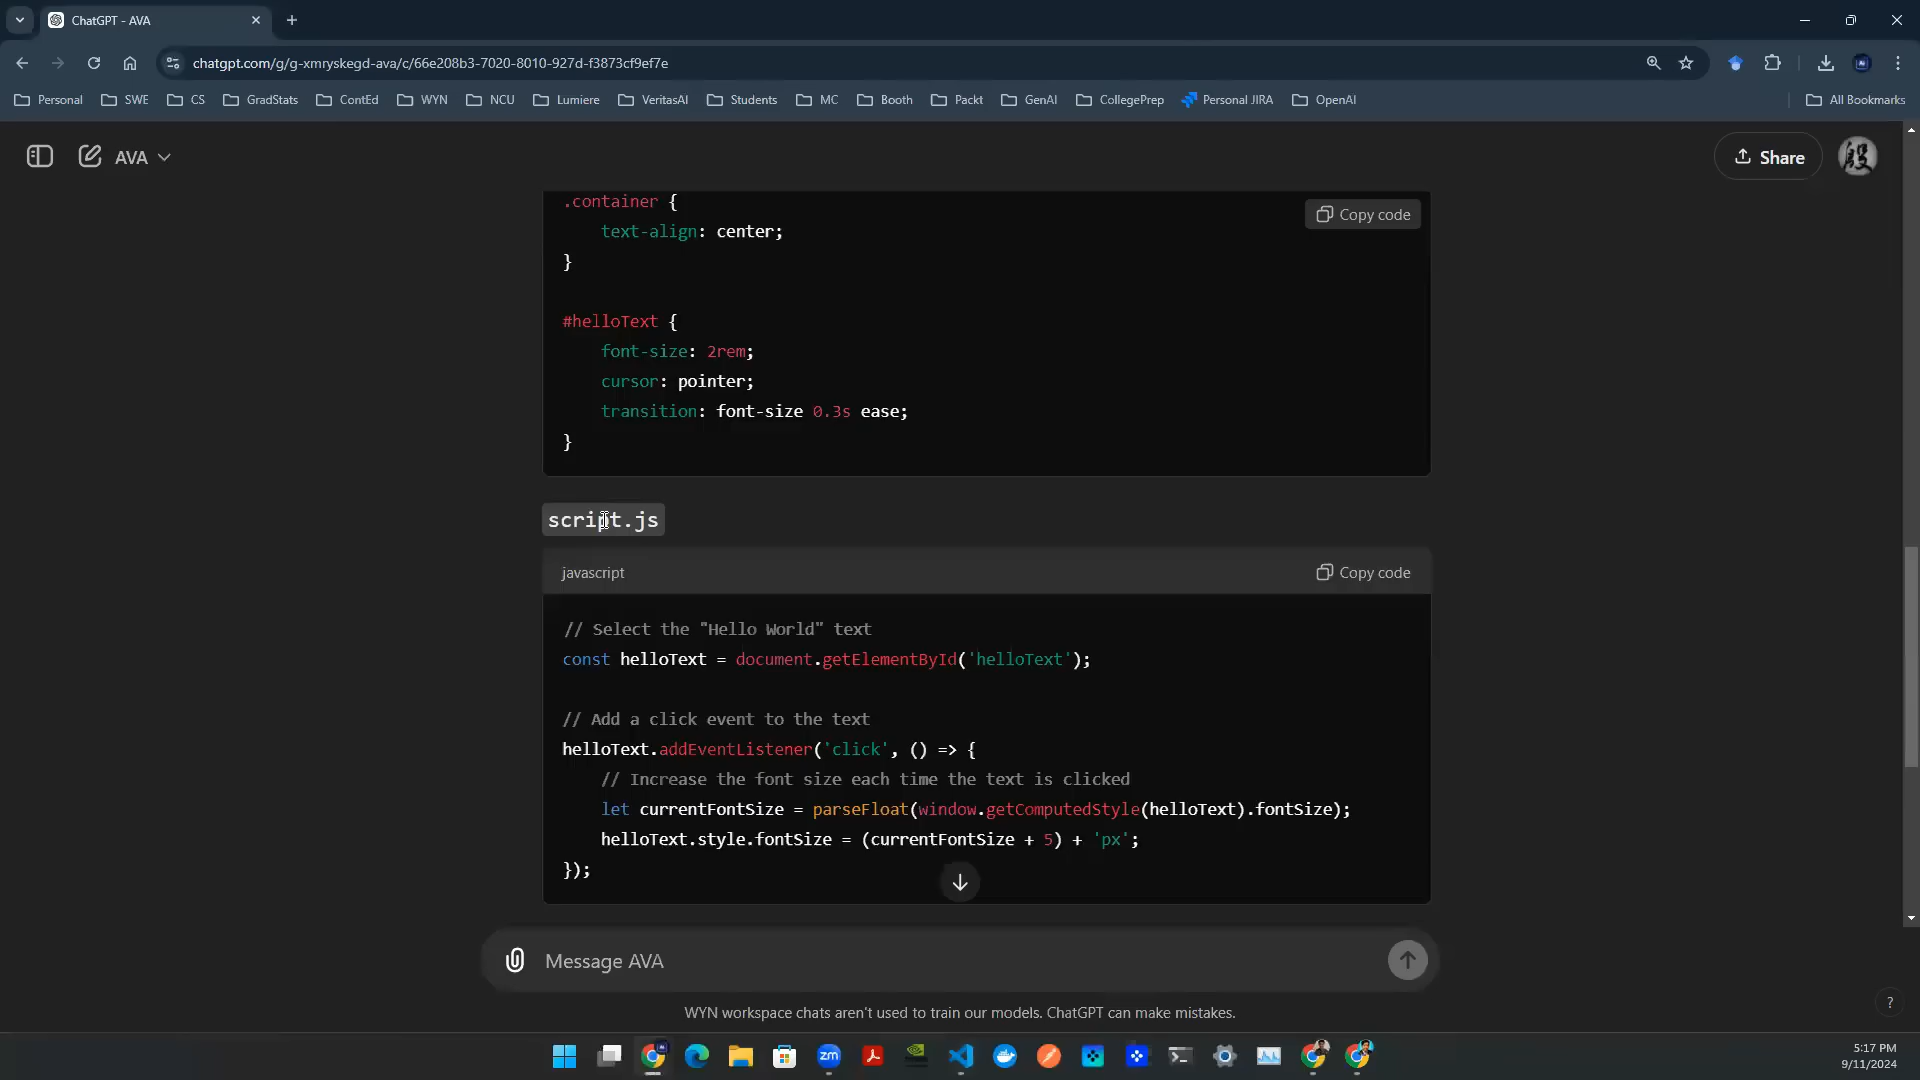 ChatGPT - AVA
chatgpt.com/g/g-xmryskegd-ava/c/66e208b3-7020-8010-927d-f3873cf9ef7e
Personal SWE CS GradStats ContEd WYN NCU Lumiere VeritasAI Students MC Booth Packt GenAI CollegePrep Personal JIRA OpenAI All Bookmarks
AVA
Share
.container {
Copy code
    text-align: center;
}
#helloText {
    font-size: 2rem;
    cursor: pointer;
    transition: font-size 0.3s ease;
}
script.js
javascript
Copy code
// Select the "Hello World" text
const helloText = document.getElementById('helloText');
// Add a click event to the text
helloText.addEventListener('click', () => {
    // Increase the font size each time the text is clicked
    let currentFontSize = parseFloat(window.getComputedStyle(helloText).fontSize);
    helloText.style.fontSize = (currentFontSize + 5) + 'px';
});
Message AVA
WYN workspace chats aren't used to train our models. ChatGPT can make mistakes.
?
zm
5:17 PM
9/11/2024